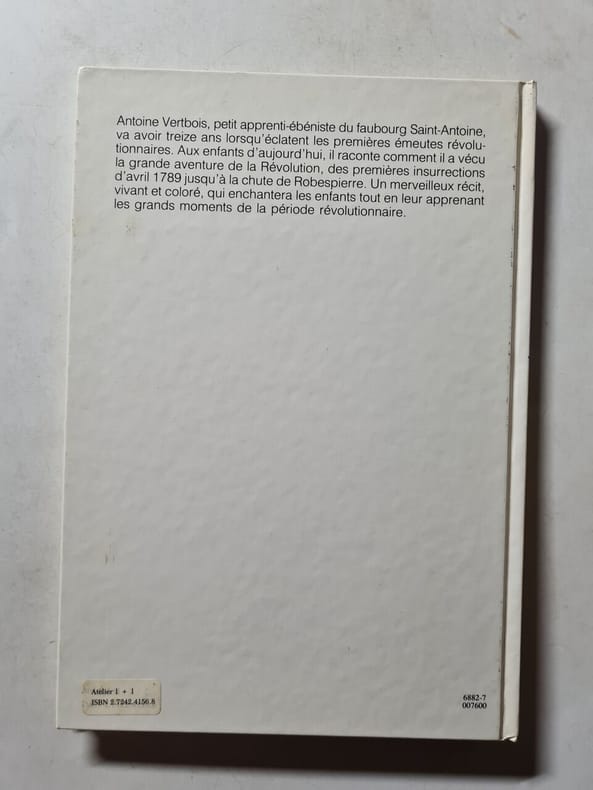 Antoine Vertbois, petit apprenti-ébéniste du faubourg Saint-Antoine,
va avoir treize ans lorsqu'éclatent les premières émeutes révolu-
tionnaires. Aux enfants d'aujourd'hui, il raconte comment il a vécu
la grande aventure de la Révolution, des premières insurrections
d'avril 1789 jusqu'à la chute de Robespierre. Un merveilleux récit,
vivant et coloré, qui enchantera les enfants tout en leur apprenant
les grands moments de la période révolutionnaire.
Atelier 1 + 1
ISBN 2.7242.4156.8
6882-7
007600